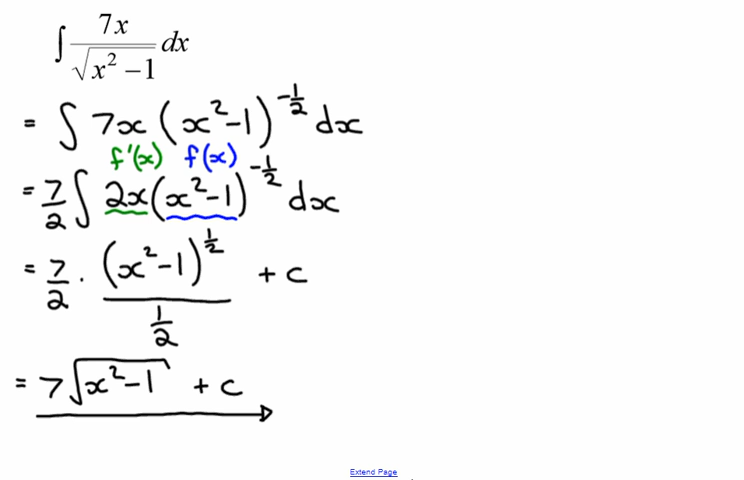 ∫ 7x / √(x² − 1) dx
= ∫ 7x (x² − 1)^(−1/2) dx
f'(x) f(x)
= 7/2 ∫ 2x (x² − 1)^(−1/2) dx
= 7/2 · (x² − 1)^(1/2) / (1/2) + c
= 7√(x² − 1) + c
Extend Page